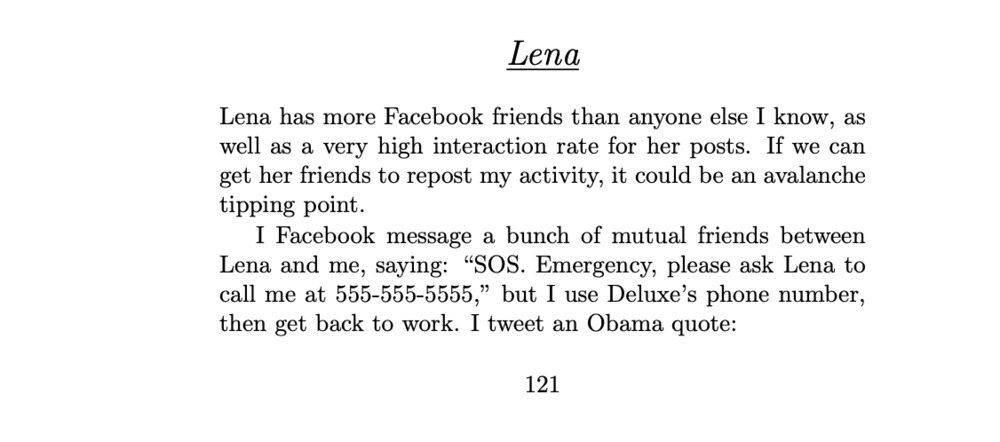 Lena
Lena has more Facebook friends than anyone else I know, as
well as a very high interaction rate for her posts. If we can
get her friends to repost my activity, it could be an avalanche
tipping point.
I Facebook message a bunch of mutual friends between
Lena and me, saying: “SOS. Emergency, please ask Lena to
call me at 555-555-5555,” but I use Deluxe’s phone number,
then get back to work. I tweet an Obama quote:
121